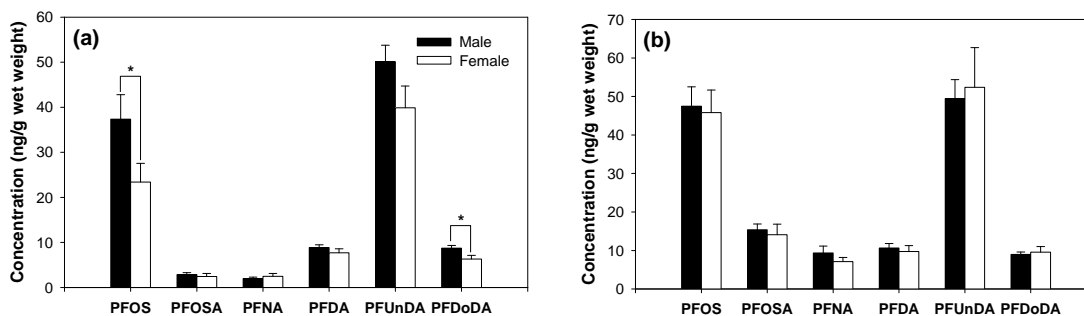 (a)
Male
Female
Concentration (ng/g wet weight)
60
50
40
30
20
10
0
*
*
PFOS PFOSA PFNA PFDA PFUnDA PFDoDA
(b)
Concentration (ng/g wet weight)
70
60
50
40
30
20
10
0
PFOS PFOSA PFNA PFDA PFUnDA PFDoDA